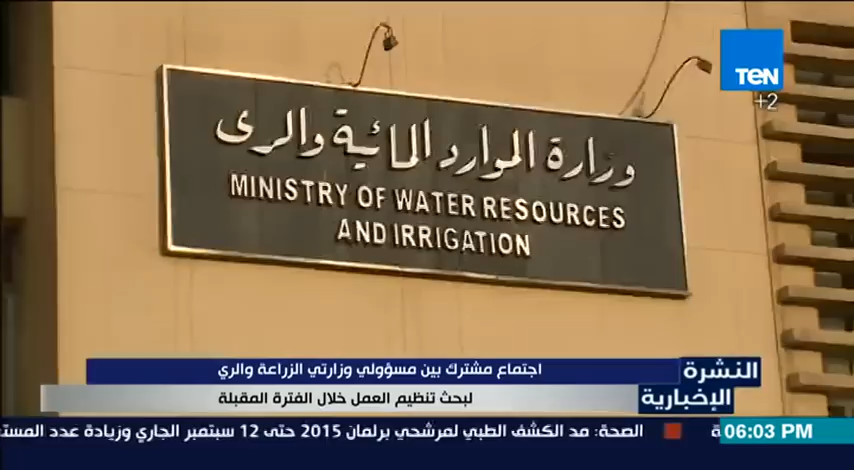 TEN
+2
وزارة الموارد المائية والرى
MINISTRY OF WATER RESOURCES
AND IRRIGATION
النشرة
الإخبارية
اجتماع مشترك بين مسؤولي وزارتي الزراعة والري
لبحث تنظيم العمل خلال الفترة المقبلة
الصحة: مد الكشف الطبي لمرشحي برلمان 2015 حتى 12 سبتمبر الجاري وزيادة عدد
06:03 PM